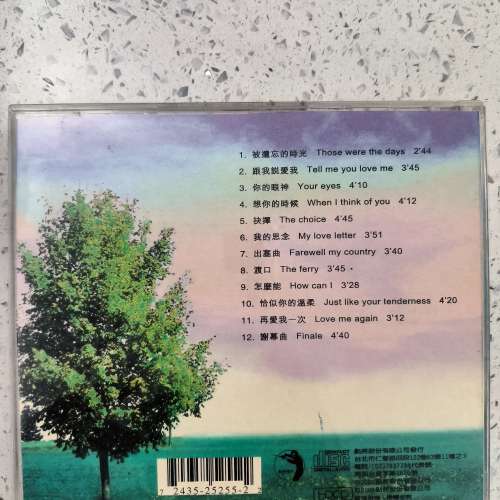 1. 被遺忘的時光 Those were the days 2'44
2. 跟我說愛我 Tell me you love me 3'45
3. 你的眼神 Your eyes 4'10
4. 想你的時候 When I think of you 4'12
5. 抉擇 The choice 4'45
6. 我的思念 My love letter 3'51
7. 出塞曲 Farewell my country 3'40
8. 渡口 The ferry 3'45
9. 怎麼能 How can I 3'28
10. 恰似你的溫柔 Just like your tenderness 4'20
11. 再愛我一次 Love me again 3'12
12. 謝幕曲 Finale 4'40
7 2435-25255-2 2